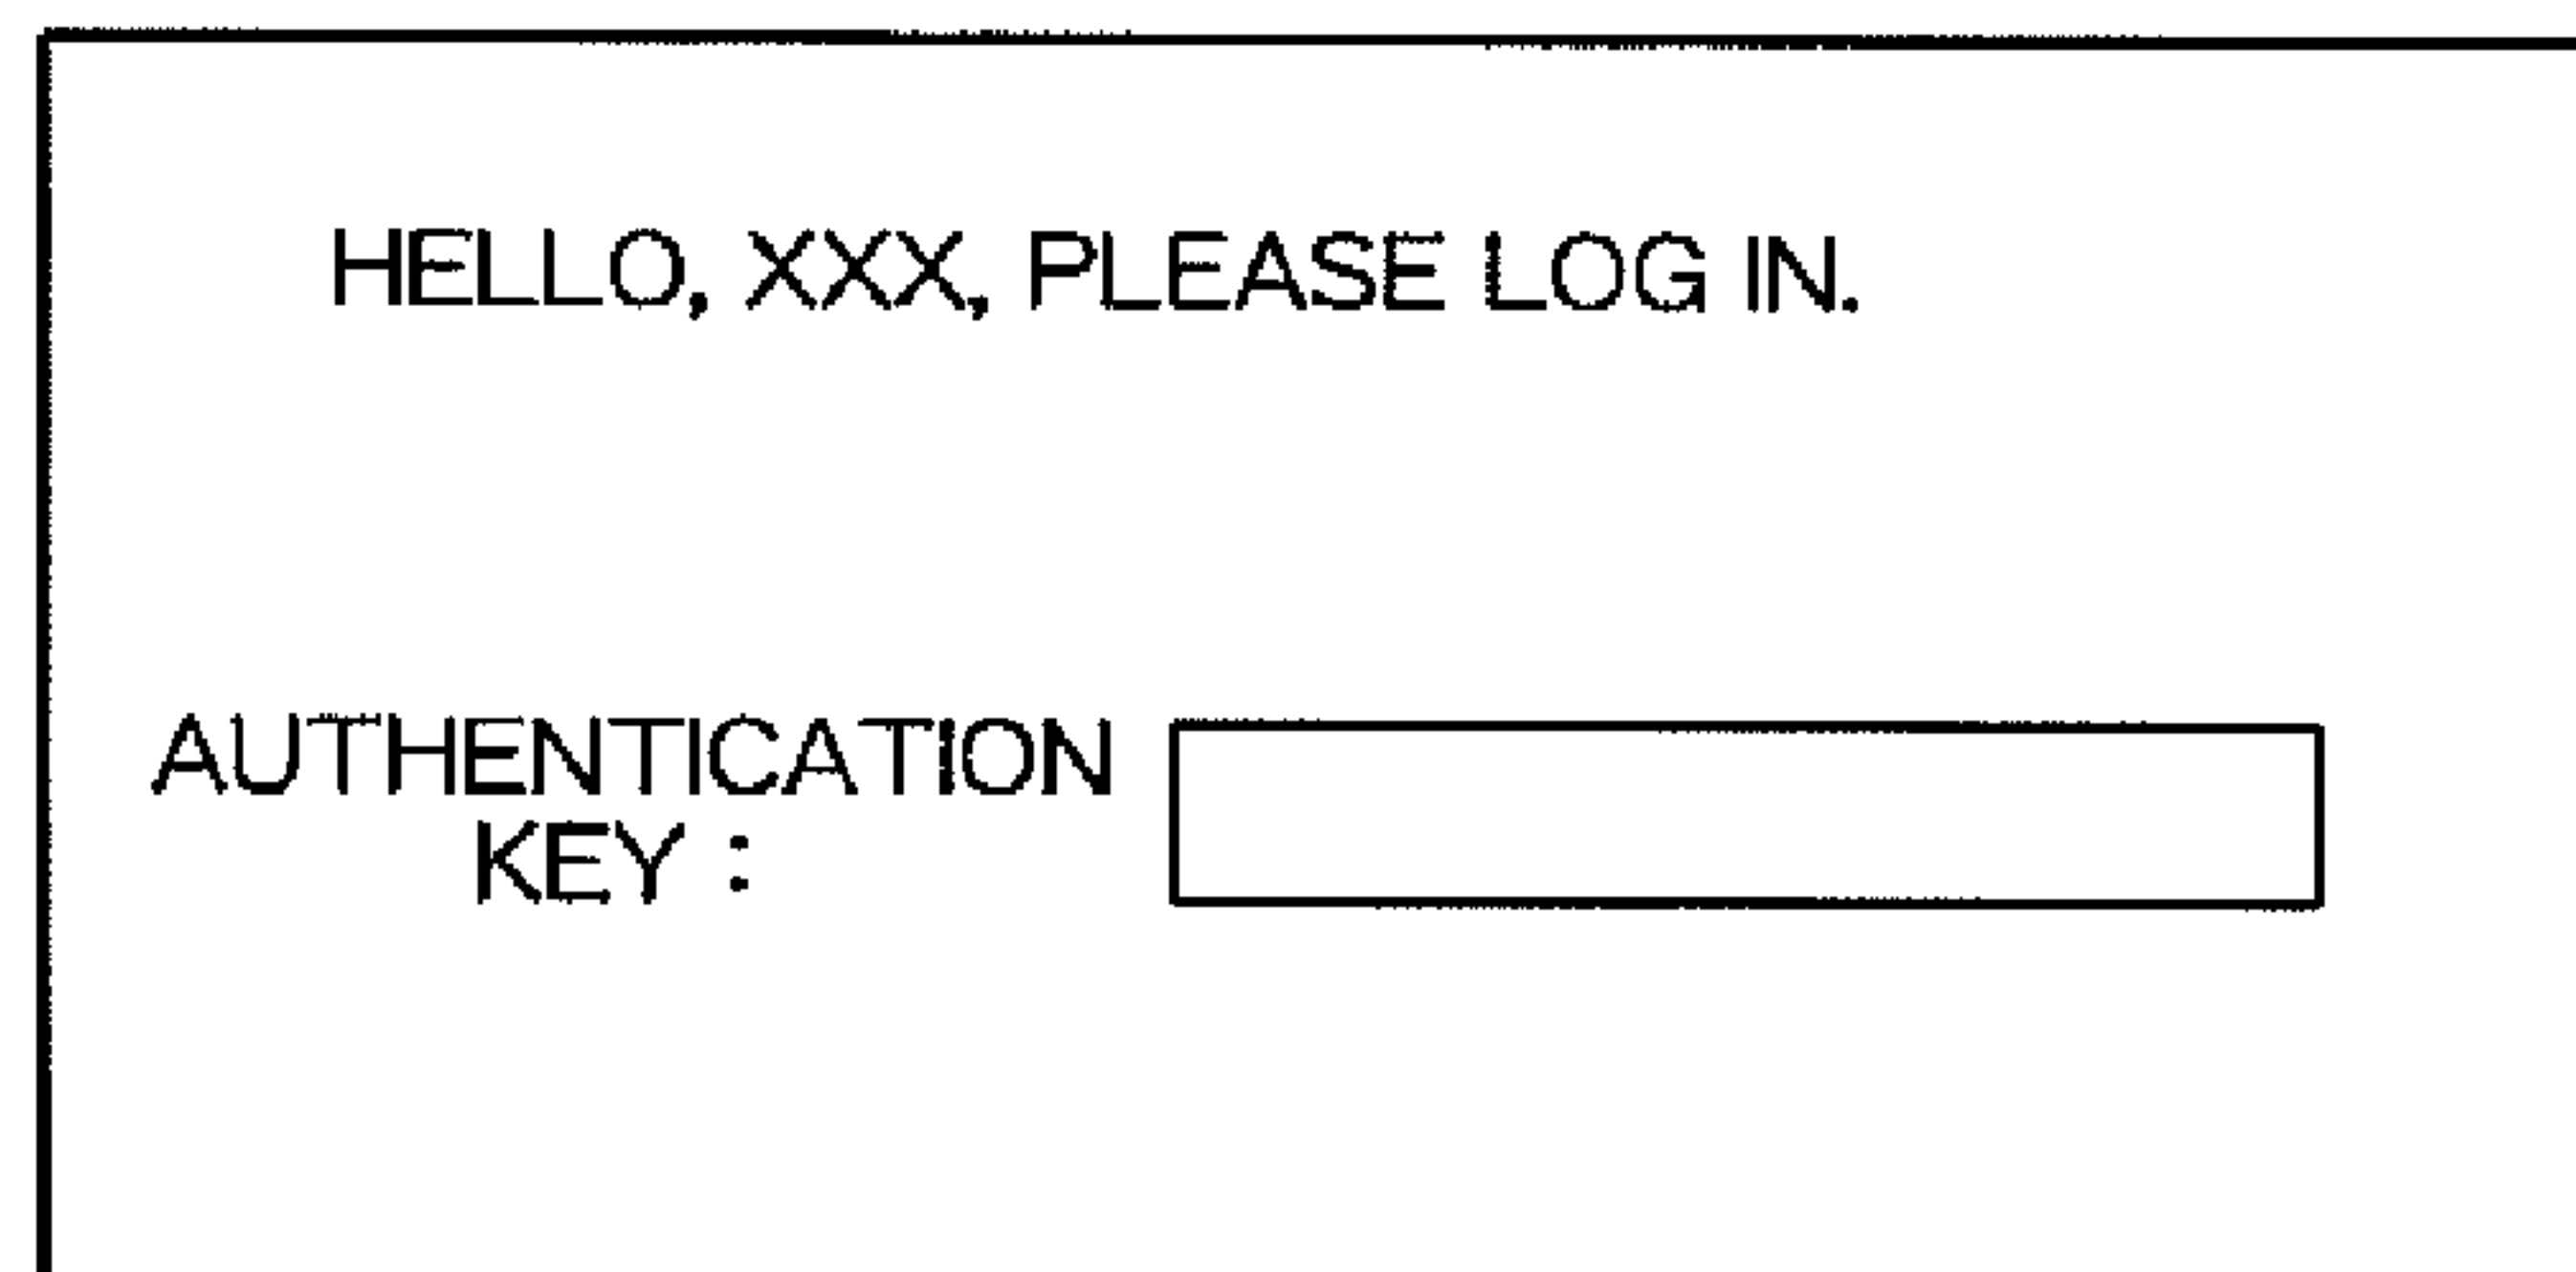 HELLO, XXX, PLEASE LOG IN.
AUTHENTICATION
KEY :